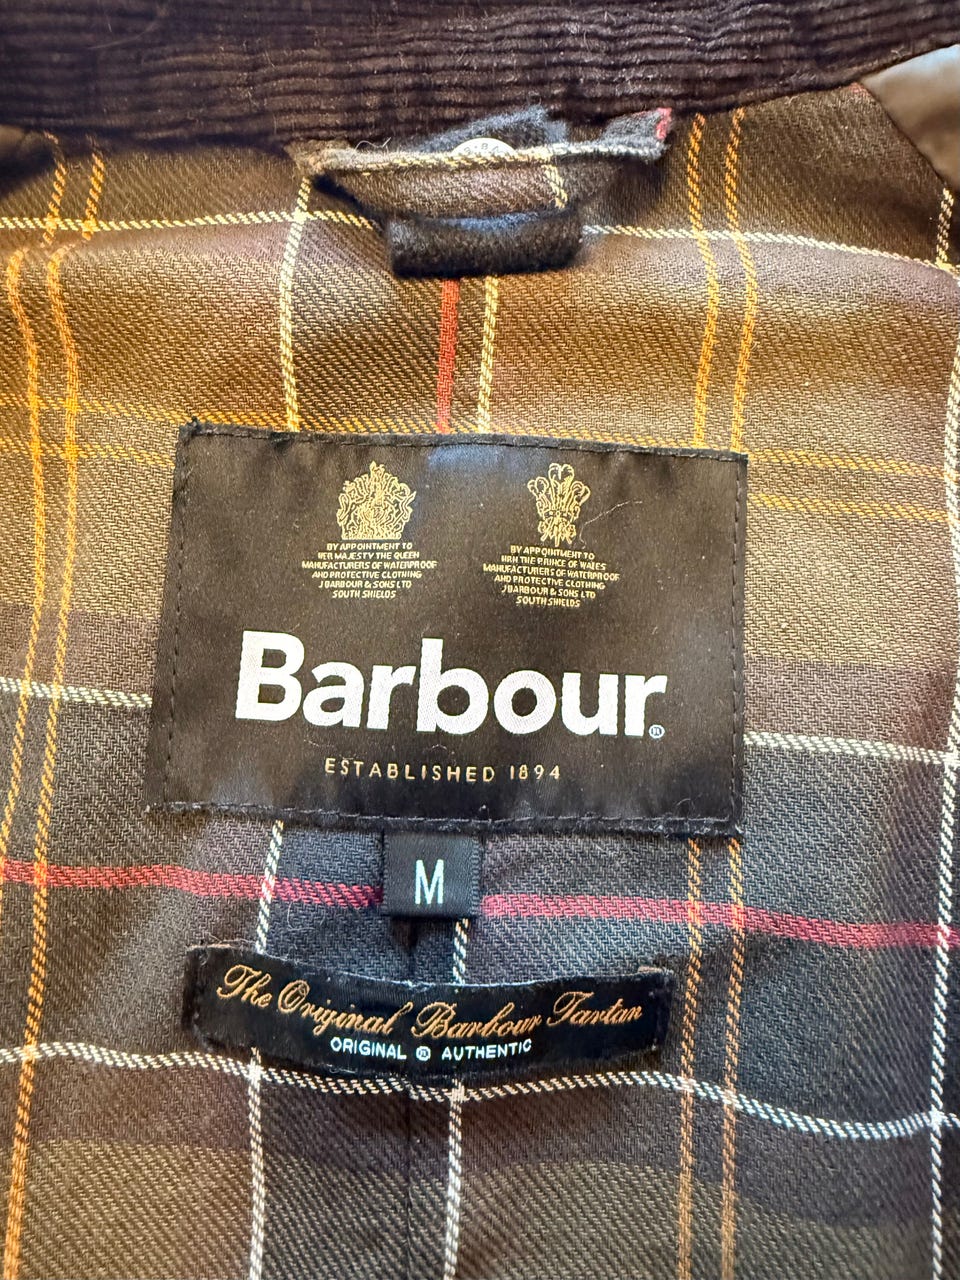 BY APPOINTMENT TO
HER MAJESTY THE QUEEN
MANUFACTURERS OF WATERPROOF
AND PROTECTIVE CLOTHING
J BARBOUR & SONS LTD
SOUTH SHIELDS
BY APPOINTMENT TO
HRH THE PRINCE OF WALES
MANUFACTURERS OF WATERPROOF
AND PROTECTIVE CLOTHING
J BARBOUR & SONS LTD
SOUTH SHIELDS
Barbour®
ESTABLISHED 1894
M
The Original Barbour Tartan
ORIGINAL ® AUTHENTIC